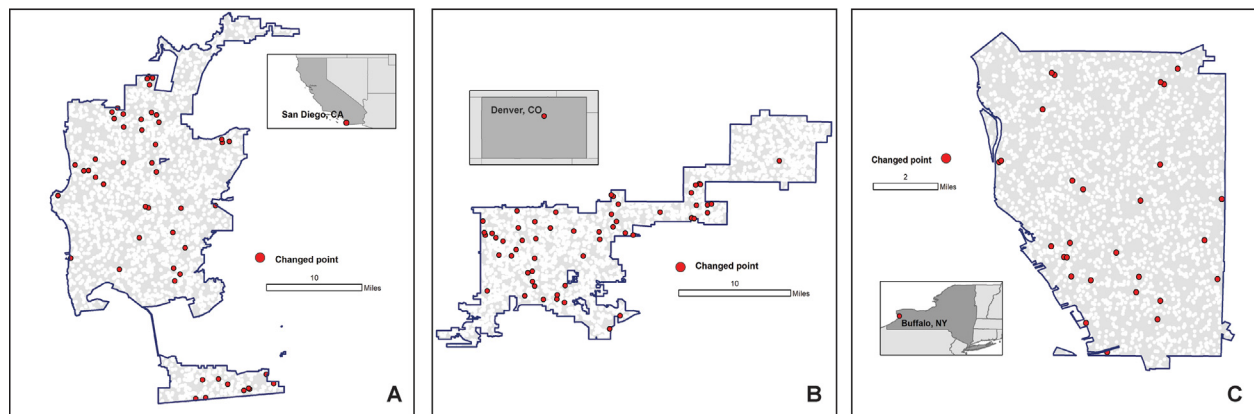 San Diego, CA
Changed point
10
Miles
A
Denver, CO
Changed point
10
Miles
B
Changed point
2
Miles
Buffalo, NY
C